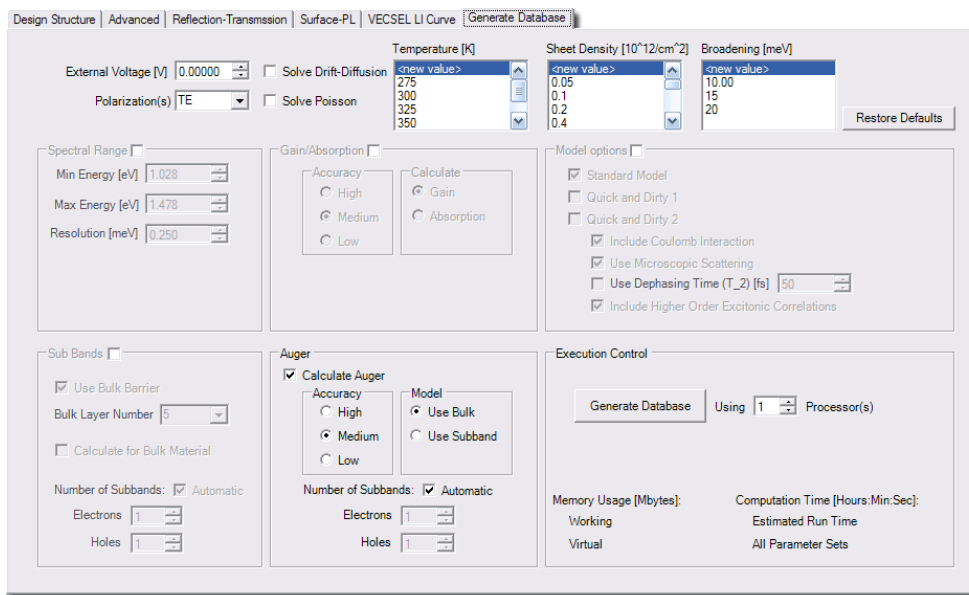 Design Structure | Advanced | Reflection-Transmssion | Surface-PL | VECSEL LI Curve | Generate Database
Temperature [K] Sheet Density [10^12/cm^2] Broadening [meV]
External Voltage [V] 0.00000 Solve Drift-Diffusion
Polarization(s) TE Solve Poisson
<new value>
275
300
325
350
<new value>
0.05
0.1
0.2
0.4
<new value>
10.00
15
20
Restore Defaults
Spectral Range
Min Energy [eV] 1.028
Max Energy [eV] 1.478
Resolution [meV] 0.250
Gain/Absorption
Accuracy
High
Medium
Low
Calculate
Gain
Absorption
Model options
Standard Model
Quick and Dirty 1
Quick and Dirty 2
Include Coulomb Interaction
Use Microscopic Scattering
Use Dephasing Time (T_2) [fs] 50
Include Higher Order Excitonic Correlations
Sub Bands
Use Bulk Barrier
Bulk Layer Number 5
Calculate for Bulk Material
Number of Subbands: Automatic
Electrons 1
Holes 1
Auger
Calculate Auger
Accuracy
High
Medium
Low
Model
Use Bulk
Use Subband
Number of Subbands: Automatic
Electrons 1
Holes 1
Execution Control
Generate Database Using 1 Processor(s)
Memory Usage [Mbytes]: Computation Time [Hours:Min:Sec]:
Working Estimated Run Time
Virtual All Parameter Sets